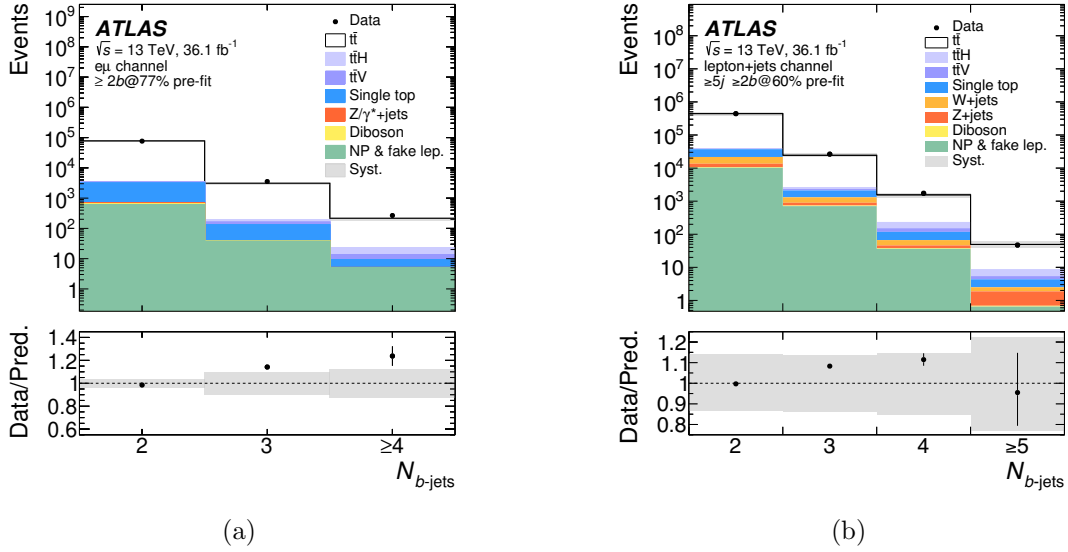 Events
10⁹
10⁸
10⁷
10⁶
10⁵
10⁴
10³
10²
10
1
ATLAS
√s = 13 TeV, 36.1 fb⁻¹
eμ channel
≥ 2b@77% pre-fit
Data
tt̄
tt̄H
tt̄V
Single top
Z/γ*+jets
Diboson
NP & fake lep.
Syst.
Data/Pred.
1.4
1.2
1
0.8
0.6
2 3 ≥4
N_b-jets
(a)
Events
10⁹
10⁸
10⁷
10⁶
10⁵
10⁴
10³
10²
10
1
ATLAS
√s = 13 TeV, 36.1 fb⁻¹
lepton+jets channel
≥5j ≥2b@60% pre-fit
Data
tt̄
tt̄H
tt̄V
Single top
W+jets
Z+jets
Diboson
NP & fake lep.
Syst.
Data/Pred.
1.2
1.1
1
0.9
0.8
2 3 4 ≥5
N_b-jets
(b)